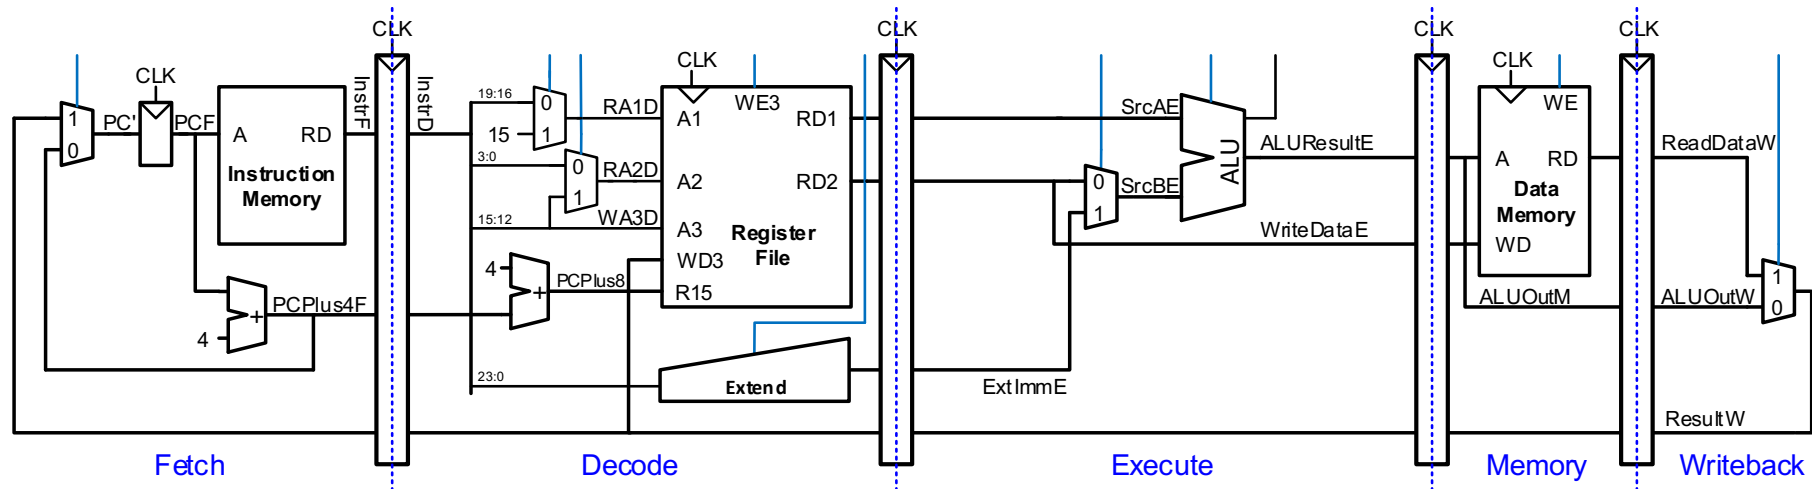 CLK
CLK
CLK
CLK
CLK
1
0
PC'
PCF
A
RD
Instruction
Memory
InstrF
4
+
PCPlus4F
InstrD
19:16
15
0
1
RA1D
3:0
0
1
RA2D
15:12
WA3D
4
+
PCPlus8
23:0
CLK
WE3
A1
RD1
A2
RD2
A3
Register
File
WD3
R15
Extend
SrcAE
0
1
SrcBE
ALU
ALUResultE
WriteDataE
ExtImmE
CLK
WE
A
RD
Data
Memory
WD
ALUOutM
ReadDataW
ALUOutW
1
0
ResultW
Fetch
Decode
Execute
Memory
Writeback